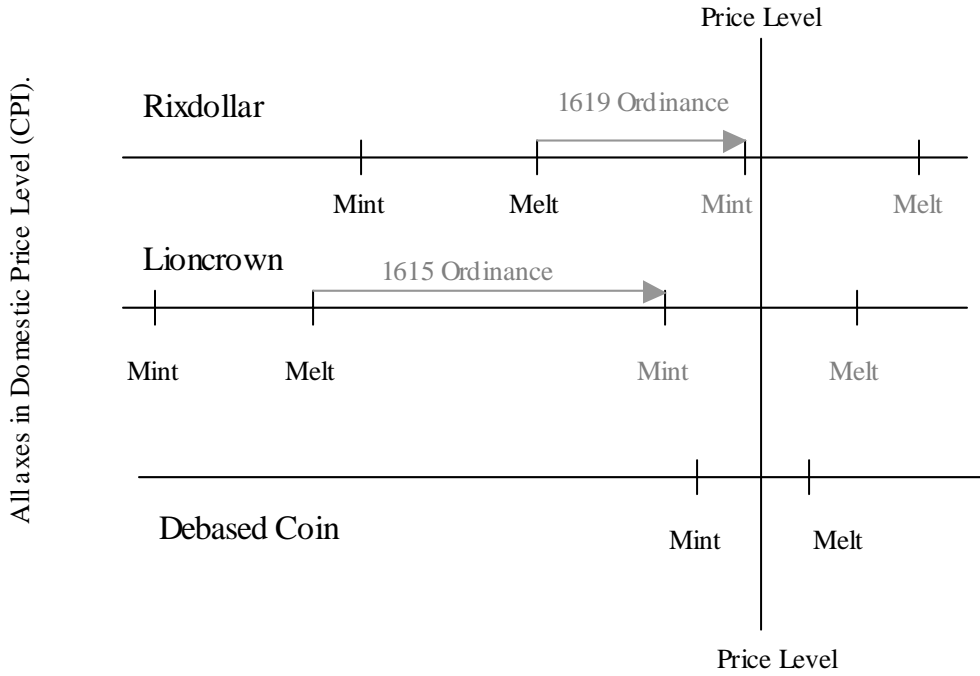 Price Level
All axes in Domestic Price Level (CPI).
Rixdollar
1619 Ordinance
Mint Melt Mint Melt
Lioncrown
1615 Ordinance
Mint Melt Mint Melt
Debased Coin
Mint Melt
Price Level